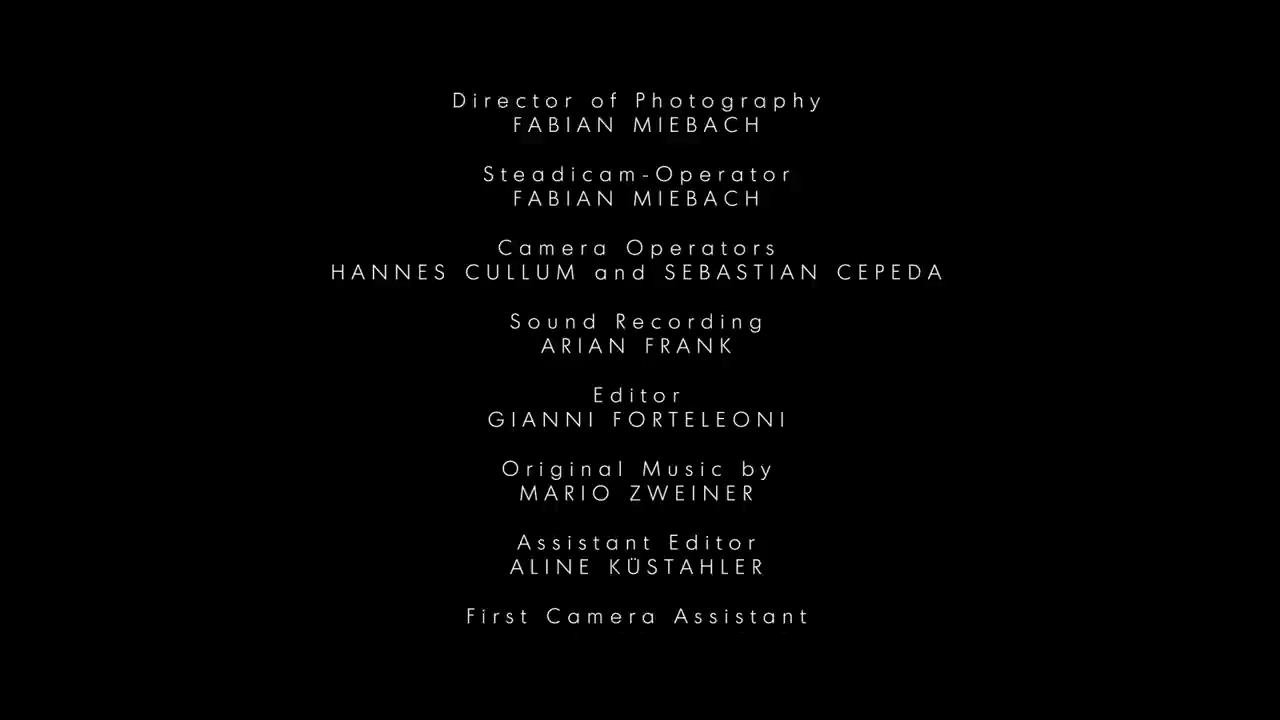 Director of Photography
FABIAN MIEBACH
Steadicam-Operator
FABIAN MIEBACH
Camera Operators
HANNES CULLUM and SEBASTIAN CEPEDA
Sound Recording
ARIAN FRANK
Editor
GIANNI FORTELEONI
Original Music by
MARIO ZWEINER
Assistant Editor
ALINE KÜSTAHLER
First Camera Assistant